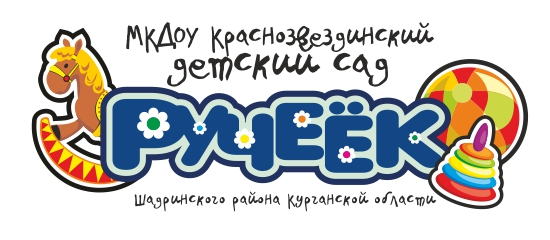 МКДОУ Краснозвездинский
детский сад
РУЧЕЁК
Шадринского района Курганской области